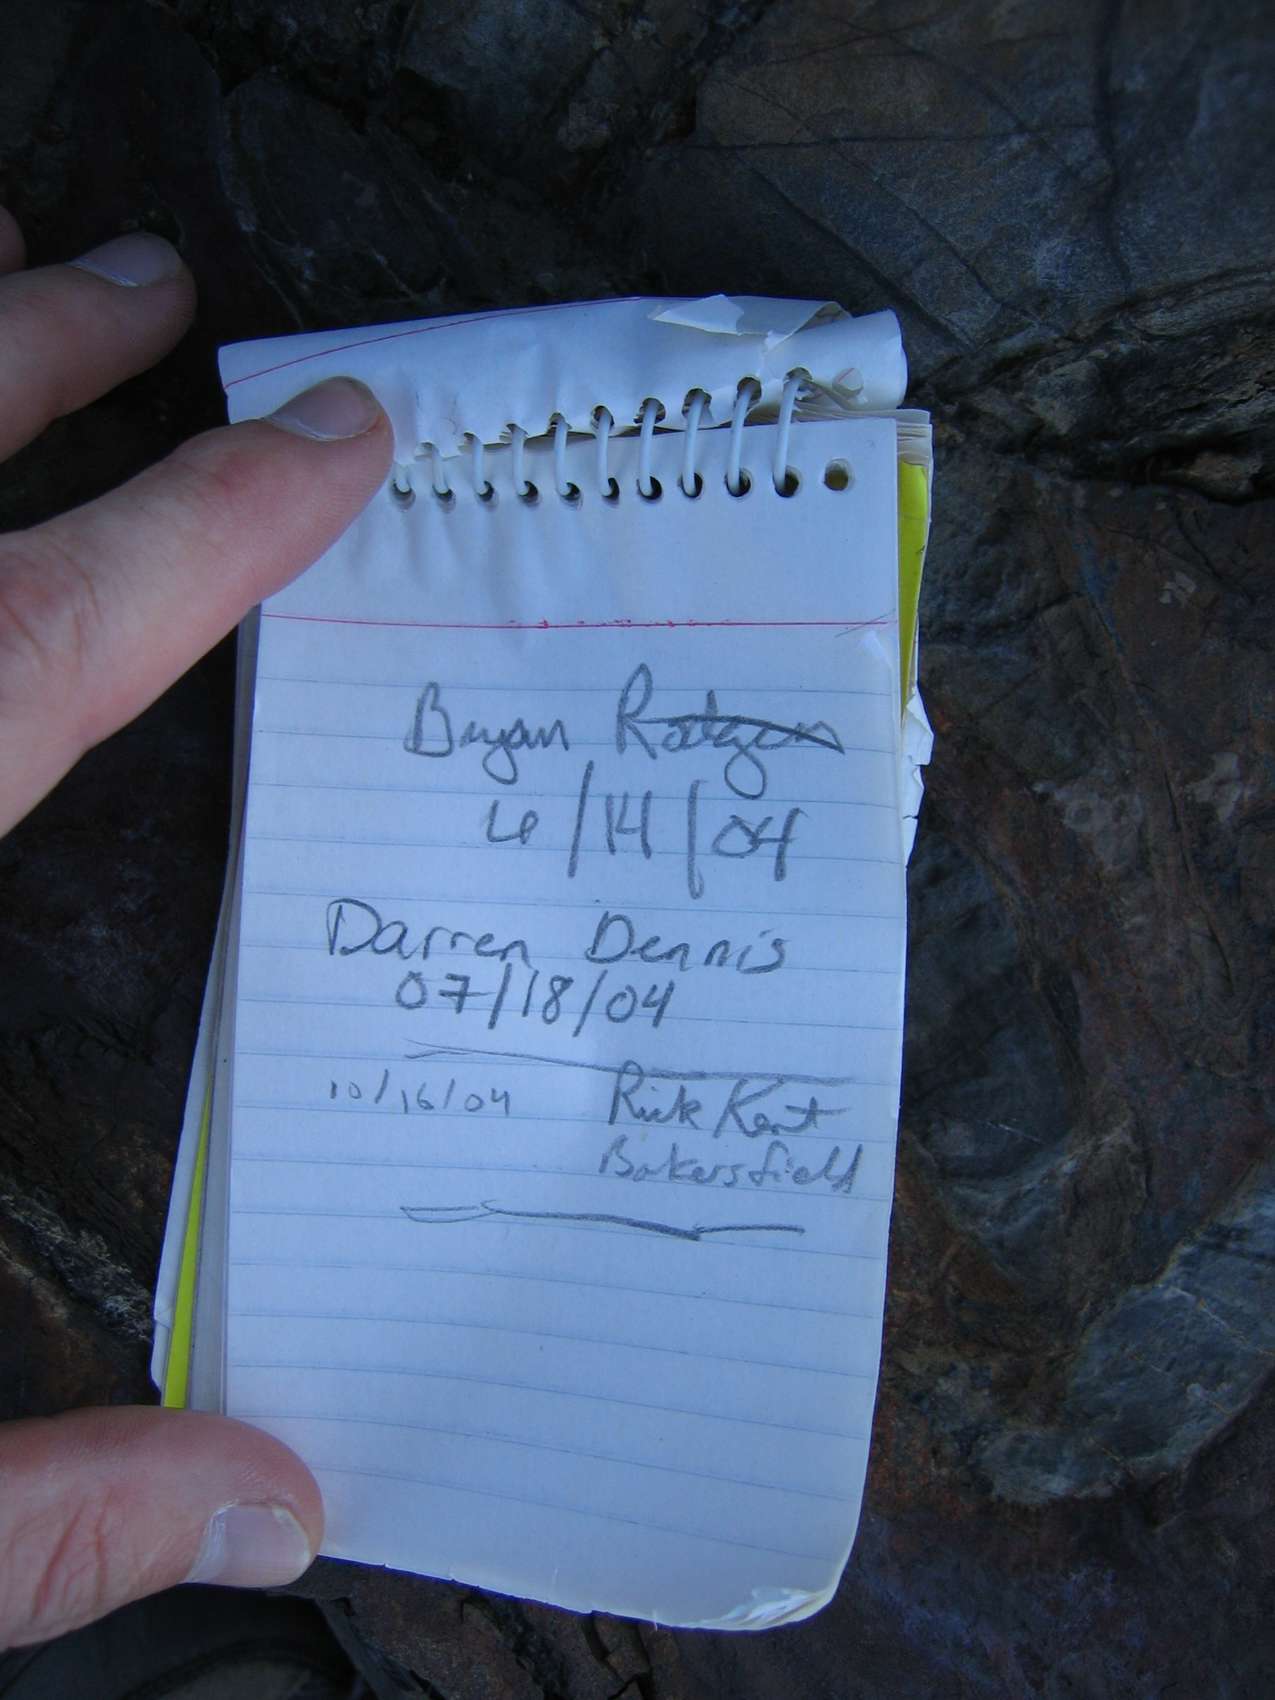 Bryan
6/14/04
Darren Dennis
07/18/04
10/16/04 Rick Kent
Bakersfield